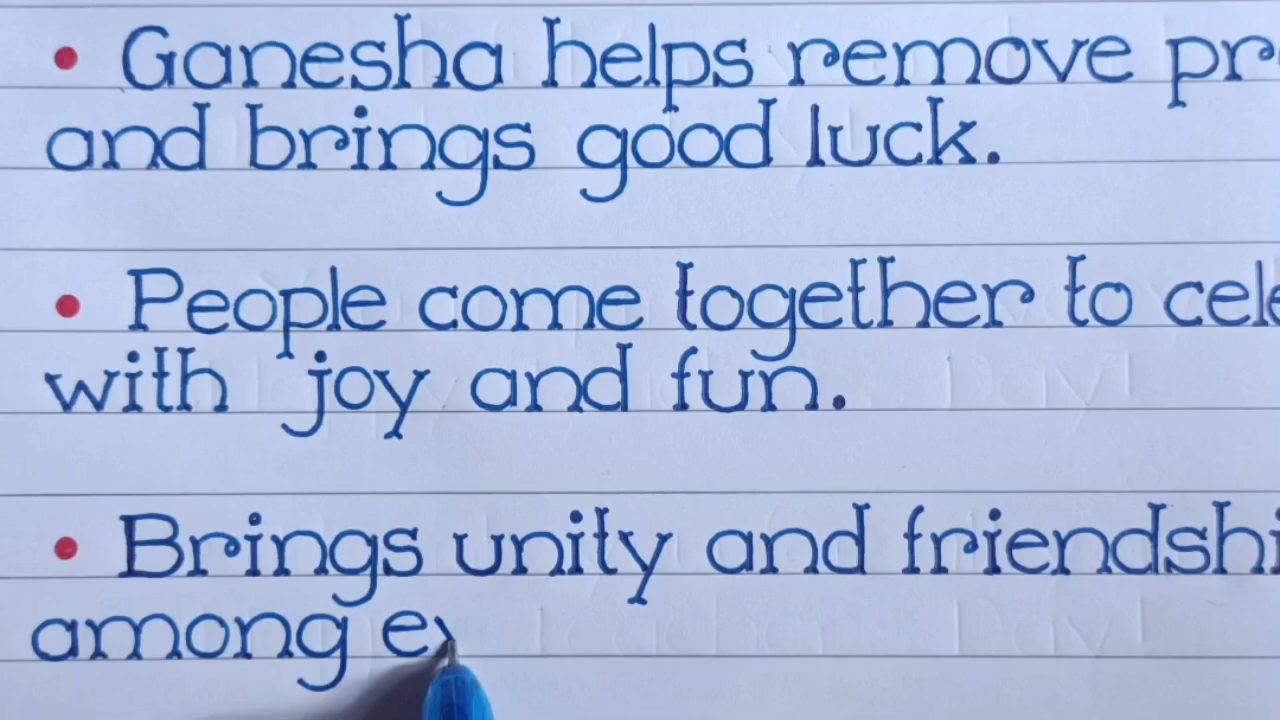 • Ganesha helps remove pr
and brings good luck.
• People come together to cele
with joy and fun.
• Brings unity and friendshi
among ev